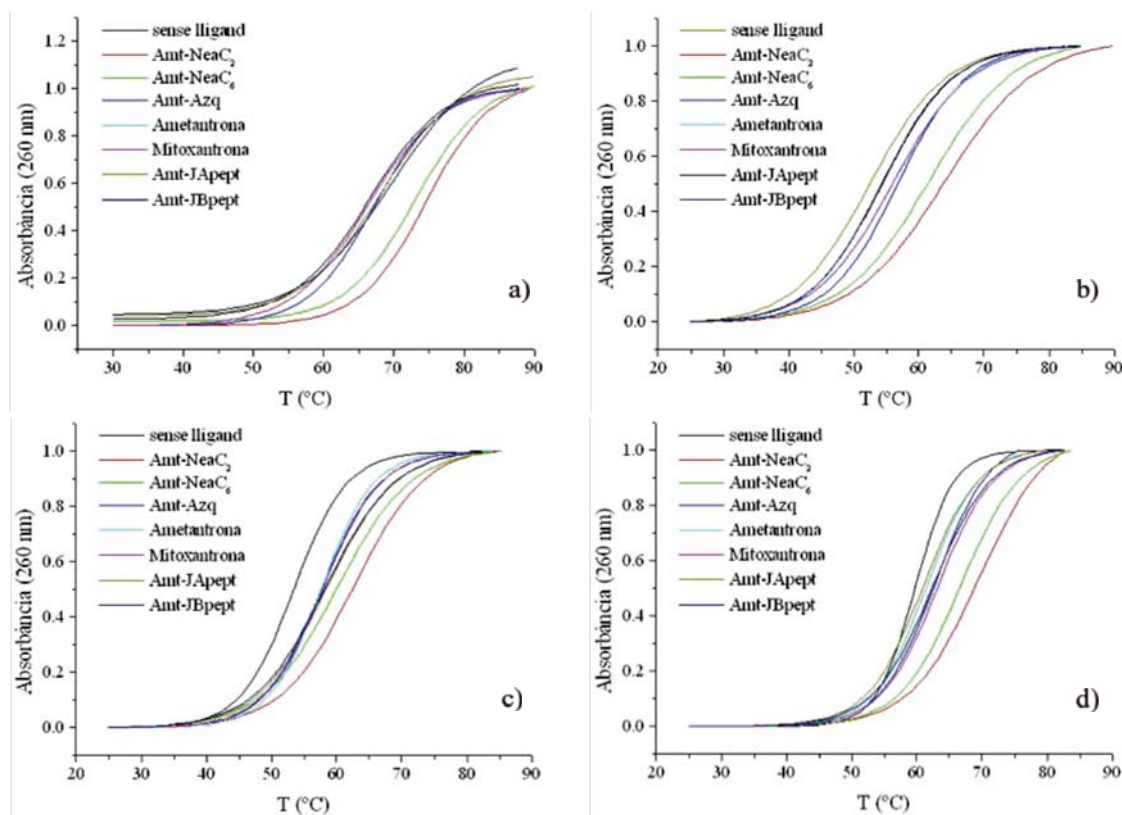 sense lligand
Amt-NeaC₂
Amt-NeaC₆
Amt-Azq
Ametantrona
Mitoxantrona
Amt-JApept
Amt-JBpept
Absorbància (260 nm)
1.2
1.0
0.8
0.6
0.4
0.2
0.0
30 40 50 60 70 80 90
T (°C)
a)
sense lligand
Amt-NeaC₂
Amt-NeaC₆
Amt-Azq
Ametantrona
Mitoxantrona
Amt-JApept
Amt-JBpept
Absorbància (260 nm)
1.0
0.8
0.6
0.4
0.2
0.0
20 30 40 50 60 70 80 90
T (°C)
b)
sense lligand
Amt-NeaC₂
Amt-NeaC₆
Amt-Azq
Ametantrona
Mitoxantrona
Amt-JApept
Amt-JBpept
Absorbància (260 nm)
1.0
0.8
0.6
0.4
0.2
0.0
20 30 40 50 60 70 80 90
T (°C)
c)
sense lligand
Amt-NeaC₂
Amt-NeaC₆
Amt-Azq
Ametantrona
Mitoxantrona
Amt-JApept
Amt-JBpept
Absorbància (260 nm)
1.0
0.8
0.6
0.4
0.2
0.0
20 30 40 50 60 70 80 90
T (°C)
d)